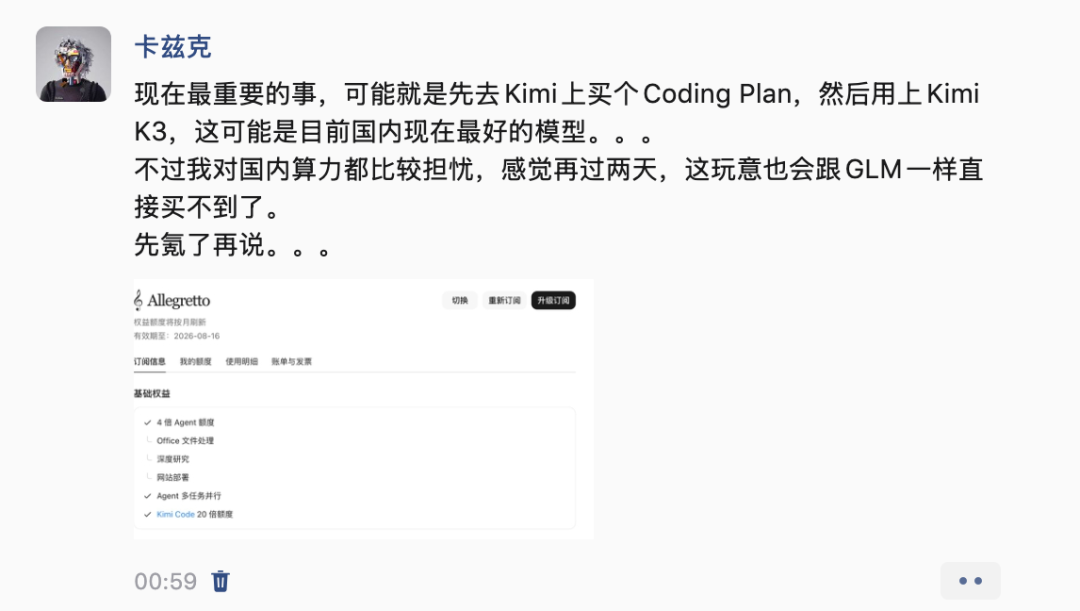 卡兹克
现在最重要的事，可能就是先去Kimi上买个Coding Plan，然后用上Kimi
K3，这可能是目前国内现在最好的模型。。。
不过我对国内算力都比较担忧，感觉再过两天，这玩意也会跟GLM一样直
接买不到了。
先氪了再说。。。
Allegretto
切换 重新订阅 升级订阅
权益额度将按月刷新
有效期至：2026-08-16
订阅信息 我的额度 使用明细 账单与发票
基础权益
4 倍 Agent 额度
Office 文件处理
深度研究
网站部署
Agent 多任务并行
Kimi Code 20 倍额度
00:59